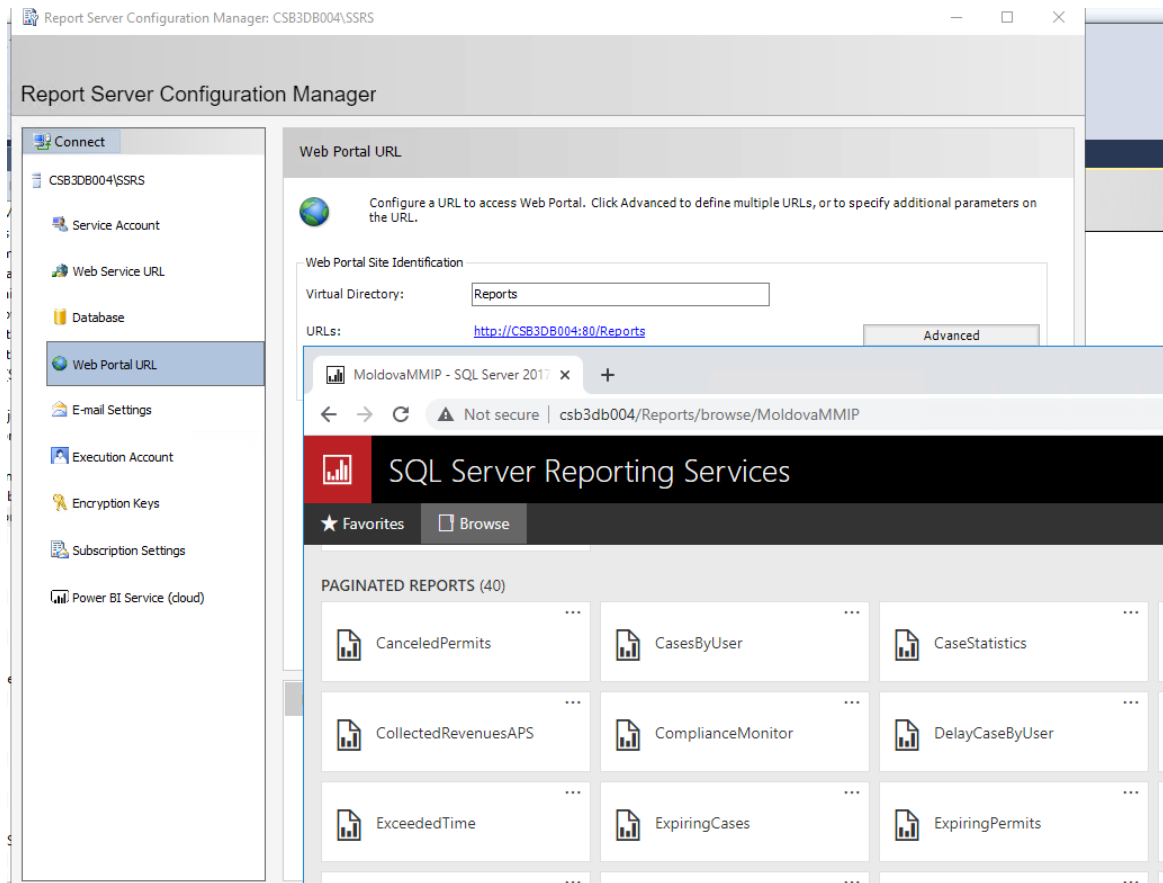 Report Server Configuration Manager: CSB3DB004\SSRS
Report Server Configuration Manager
Connect
CSB3DB004\SSRS
Service Account
Web Service URL
Database
Web Portal URL
E-mail Settings
Execution Account
Encryption Keys
Subscription Settings
Power BI Service (cloud)
Web Portal URL
Configure a URL to access Web Portal. Click Advanced to define multiple URLs, or to specify additional parameters on
the URL.
Web Portal Site Identification
Virtual Directory: Reports
URLs: http://CSB3DB004:80/Reports
Advanced
MoldovaMMIP - SQL Server 2017
Not secure | csb3db004/Reports/browse/MoldovaMMIP
SQL Server Reporting Services
Favorites Browse
PAGINATED REPORTS (40)
CanceledPermits CasesByUser CaseStatistics
CollectedRevenuesAPS ComplianceMonitor DelayCaseByUser
ExceededTime ExpiringCases ExpiringPermits